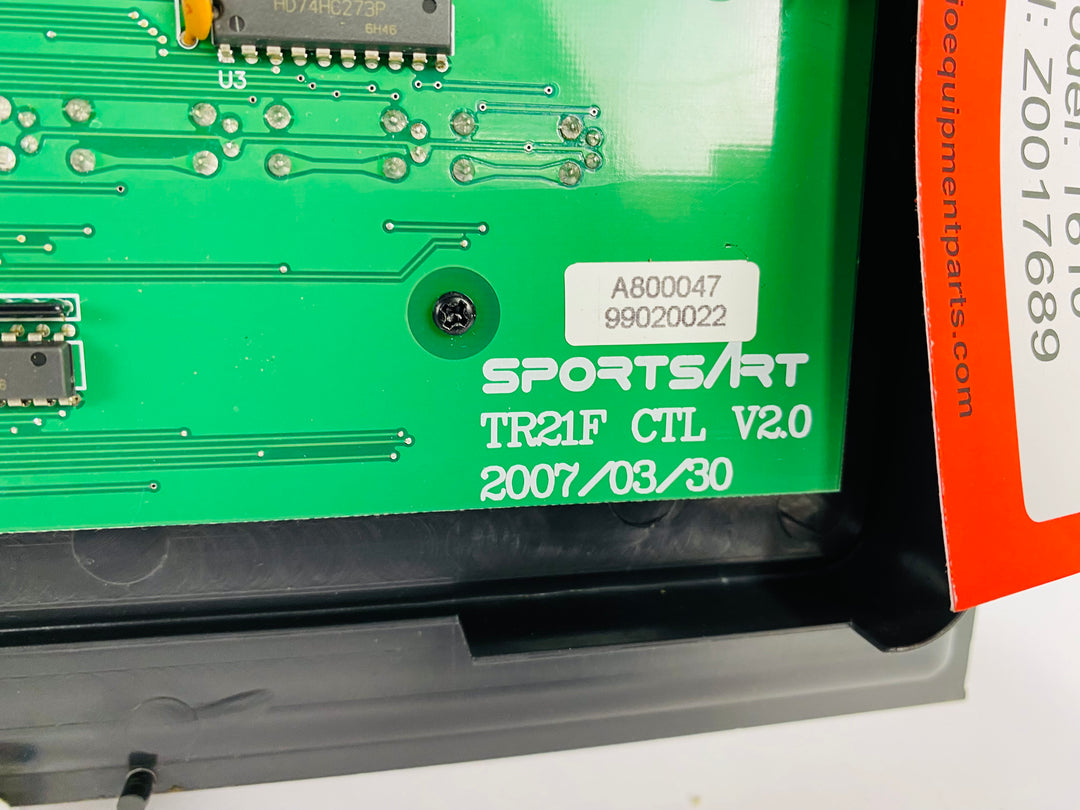 HD74HC273P
6H46
U3
A800047
99020022
SPORTSART
TR21F CTL V2.0
2007/03/30
ioequipmentparts.com
Z0017689